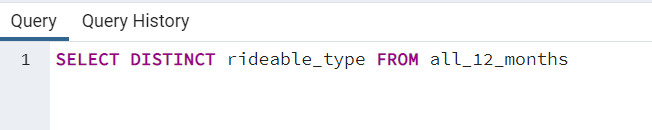 Query Query History
1 SELECT DISTINCT rideable_type FROM all_12_months